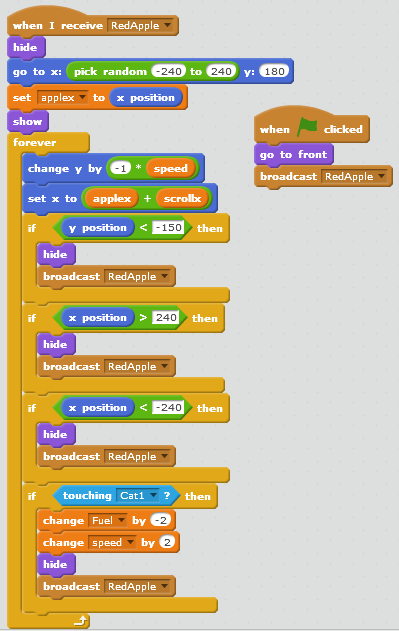 when I receive RedApple
hide
go to x: pick random -240 to 240 y: 180
set applex to x position
show
forever
change y by -1 * speed
set x to applex + scrollx
if y position < -150 then
hide
broadcast RedApple
if x position > 240 then
hide
broadcast RedApple
if x position < -240 then
hide
broadcast RedApple
if touching Cat1 ? then
change Fuel by -2
change speed by 2
hide
broadcast RedApple
when clicked
go to front
broadcast RedApple